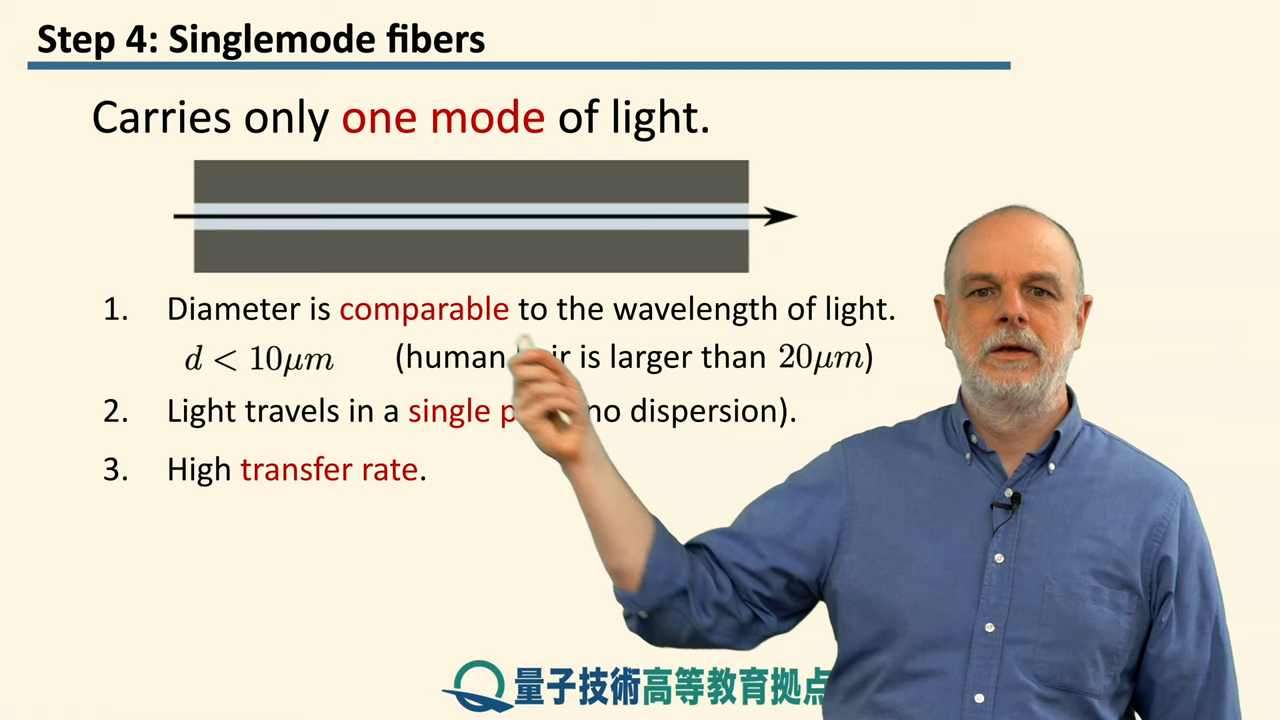 Step 4: Singlemode fibers
Carries only one mode of light.
1. Diameter is comparable to the wavelength of light.
d < 10μm (human is larger than 20μm)
2. Light travels in a single no dispersion).
3. High transfer rate.
量子技術高等教育拠点